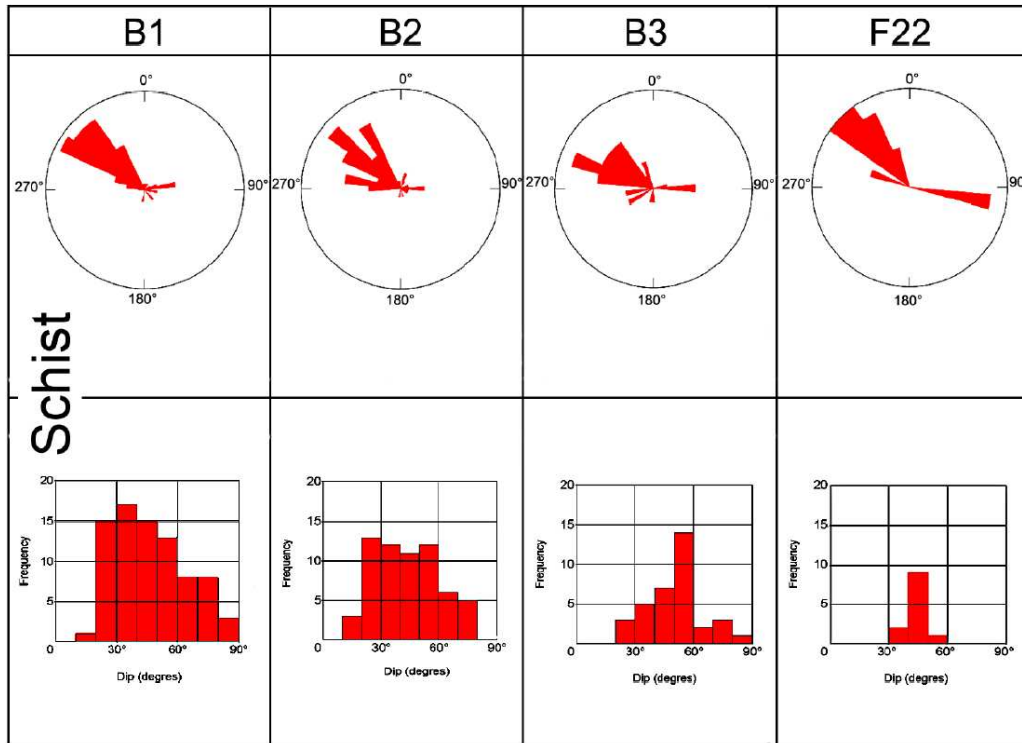 B1 B2 B3 F22
0° 0° 0° 0°
270° 90° 270° 90° 270° 90° 270° 90°
180° 180° 180° 180°
Schist
20 20 20 20
15 15 15 15
10 10 10 10
5 5 5 5
Frequency Frequency Frequency Frequency
0 30° 60° 90° 0 30° 60° 90° 0 30° 60° 90° 0 30° 60° 90°
Dip (degres) Dip (degres) Dip (degres) Dip (degres)